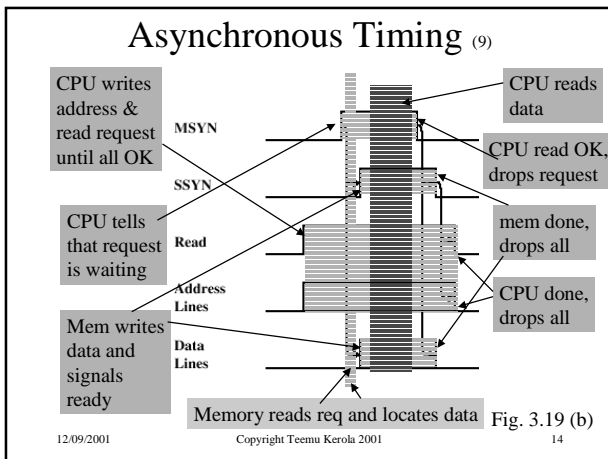 Asynchronous Timing (9)
CPU writes
address &
read request
until all OK
CPU reads
data
MSYN
CPU read OK,
drops request
SSYN
CPU tells
that request
is waiting
mem done,
drops all
Read
Address
Lines
CPU done,
drops all
Mem writes
data and
signals
ready
Data
Lines
Memory reads req and locates data
Fig. 3.19 (b)
12/09/2001
Copyright Teemu Kerola 2001
14